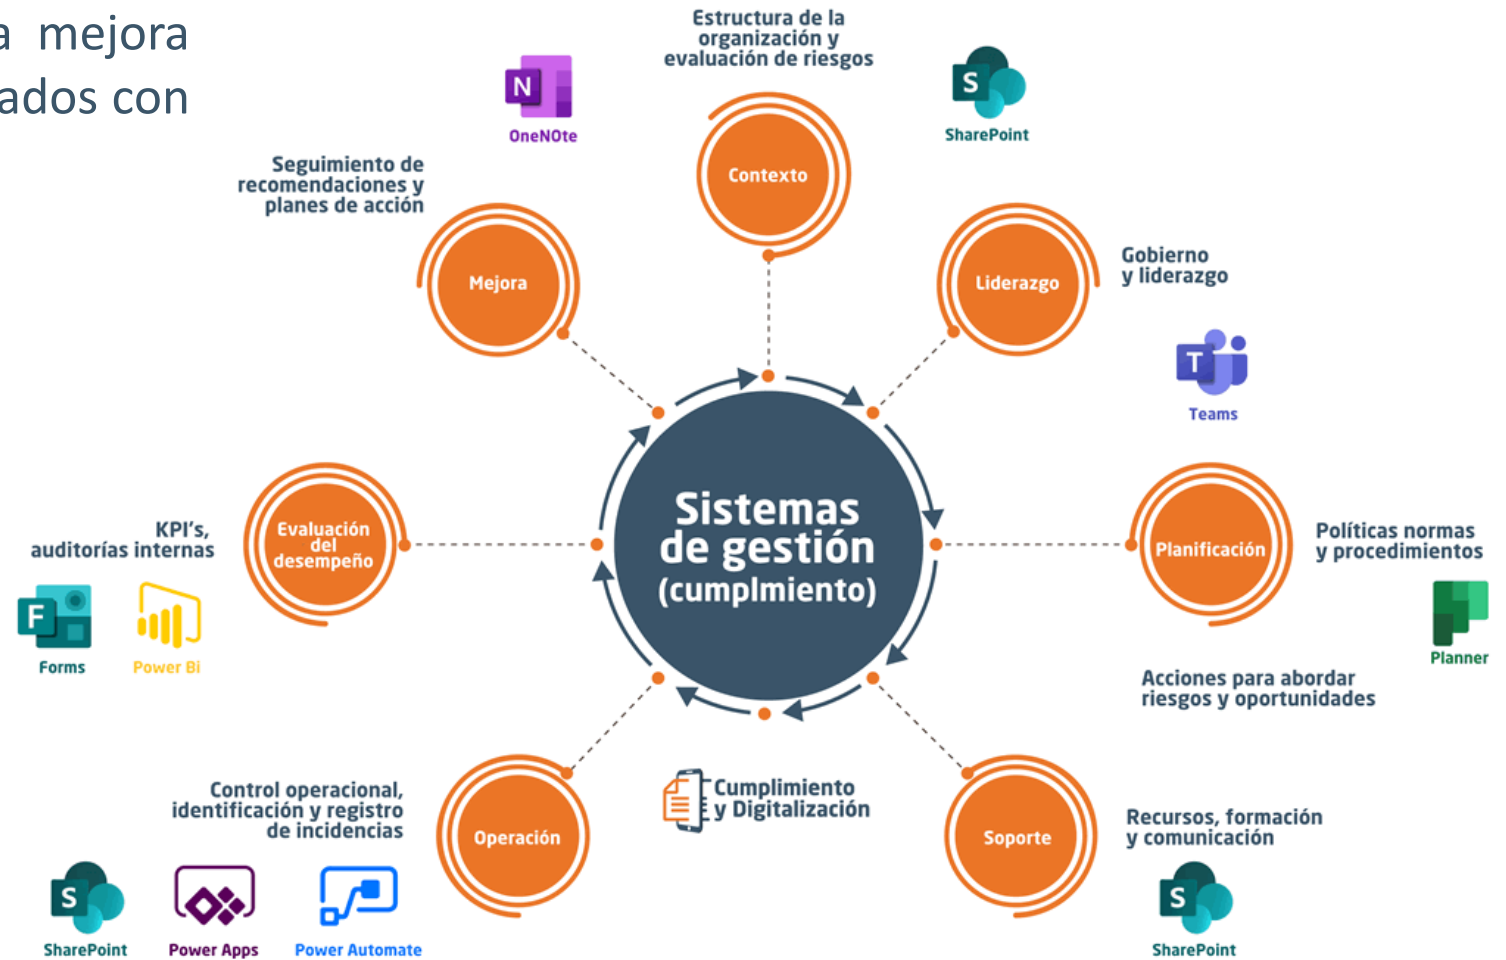 a mejora
ados con
Estructura de la
organización y
evaluación de riesgos
N
OneNOte
S
SharePoint
Contexto
Seguimiento de
recomendaciones y
planes de acción
Mejora
Liderazgo
Gobierno
y liderazgo
T
Teams
Sistemas
de gestión
(cumplmiento)
KPI's,
auditorías internas
Evaluación
del
desempeño
F
Forms
Power Bi
Planificación
Políticas normas
y procedimientos
Planner
Acciones para abordar
riesgos y oportunidades
Control operacional,
identificación y registro
de incidencias
Operación
S
SharePoint
Power Apps
Power Automate
Cumplimiento
y Digitalización
Soporte
Recursos, formación
y comunicación
S
SharePoint